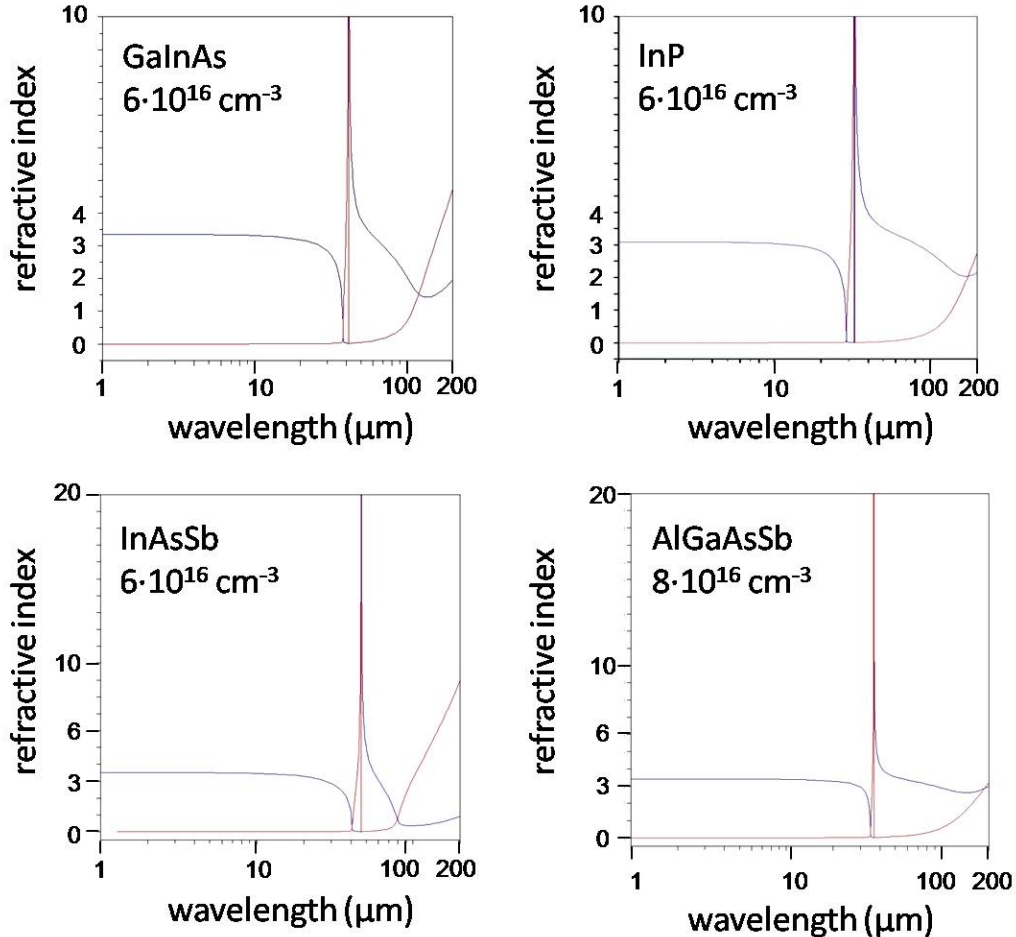 10
GaInAs
6·10¹⁶ cm⁻³
refractive index
4
3
2
1
0
1 10 100 200
wavelength (µm)
10
InP
6·10¹⁶ cm⁻³
refractive index
4
3
2
1
0
1 10 100 200
wavelength (µm)
20
InAsSb
6·10¹⁶ cm⁻³
refractive index
10
6
3
0
1 10 100 200
wavelength (µm)
20
AlGaAsSb
8·10¹⁶ cm⁻³
refractive index
10
6
3
0
1 10 100 200
wavelength (µm)